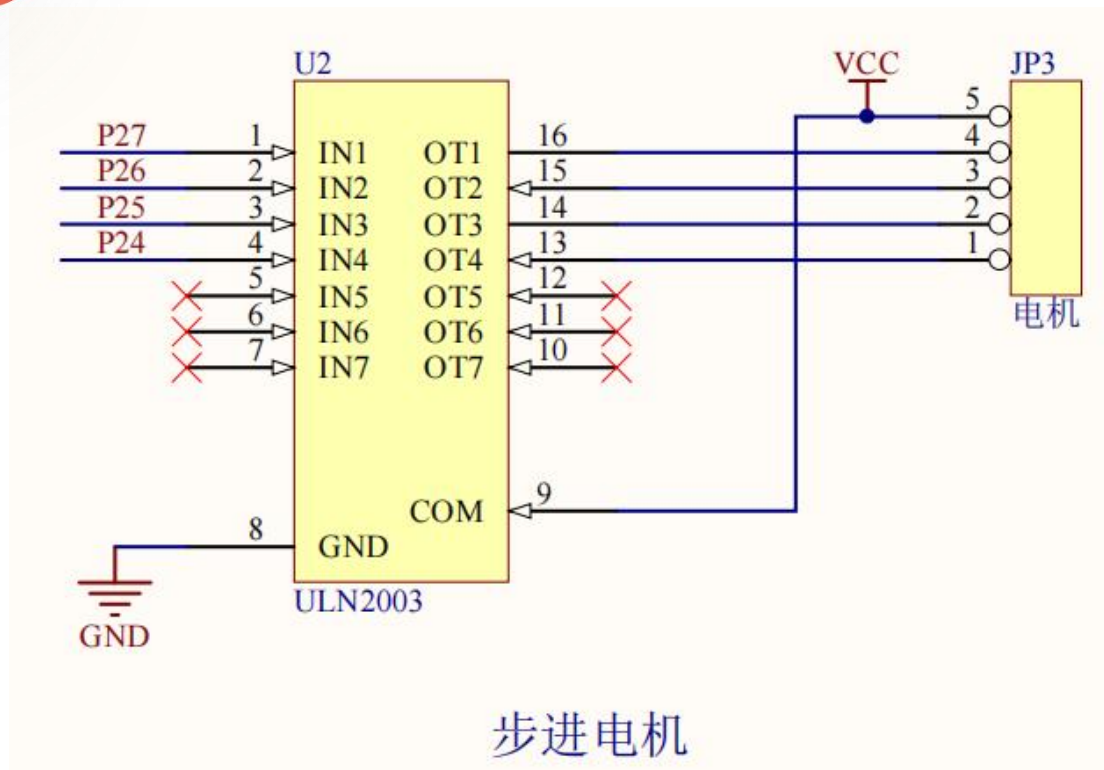 U2
VCC
JP3
P27 1 IN1 OT1 16 5
P26 2 IN2 OT2 15 4
P25 3 IN3 OT3 14 3
P24 4 IN4 OT4 13 2
5 IN5 OT5 12 1
6 IN6 OT6 11
7 IN7 OT7 10
电机
COM 9
8 GND
ULN2003
GND
步进电机